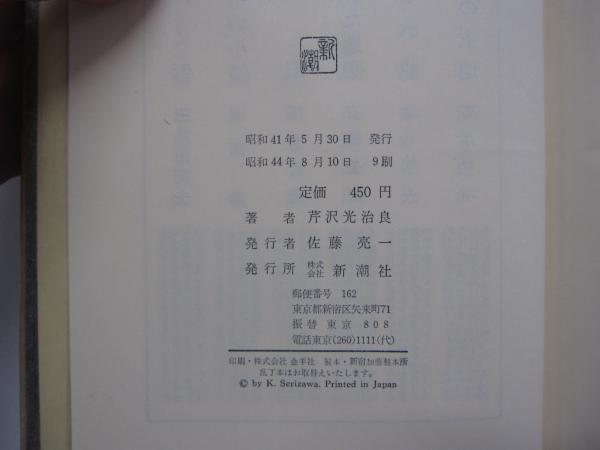 新潮
昭和41年 5月30日 発行
昭和44年 8月10日 9刷
定価 450円
著者 芹沢光治良
発行者 佐藤亮一
発行所 株式会社 新潮社
郵便番号 162
東京都新宿区矢来町71
振替 東京 808
電話東京(260)1111(代)
印刷・株式会社 金羊社 製本・新宿加藤製本所
乱丁本はお取替えいたします。
© by K. Serizawa. Printed in Japan